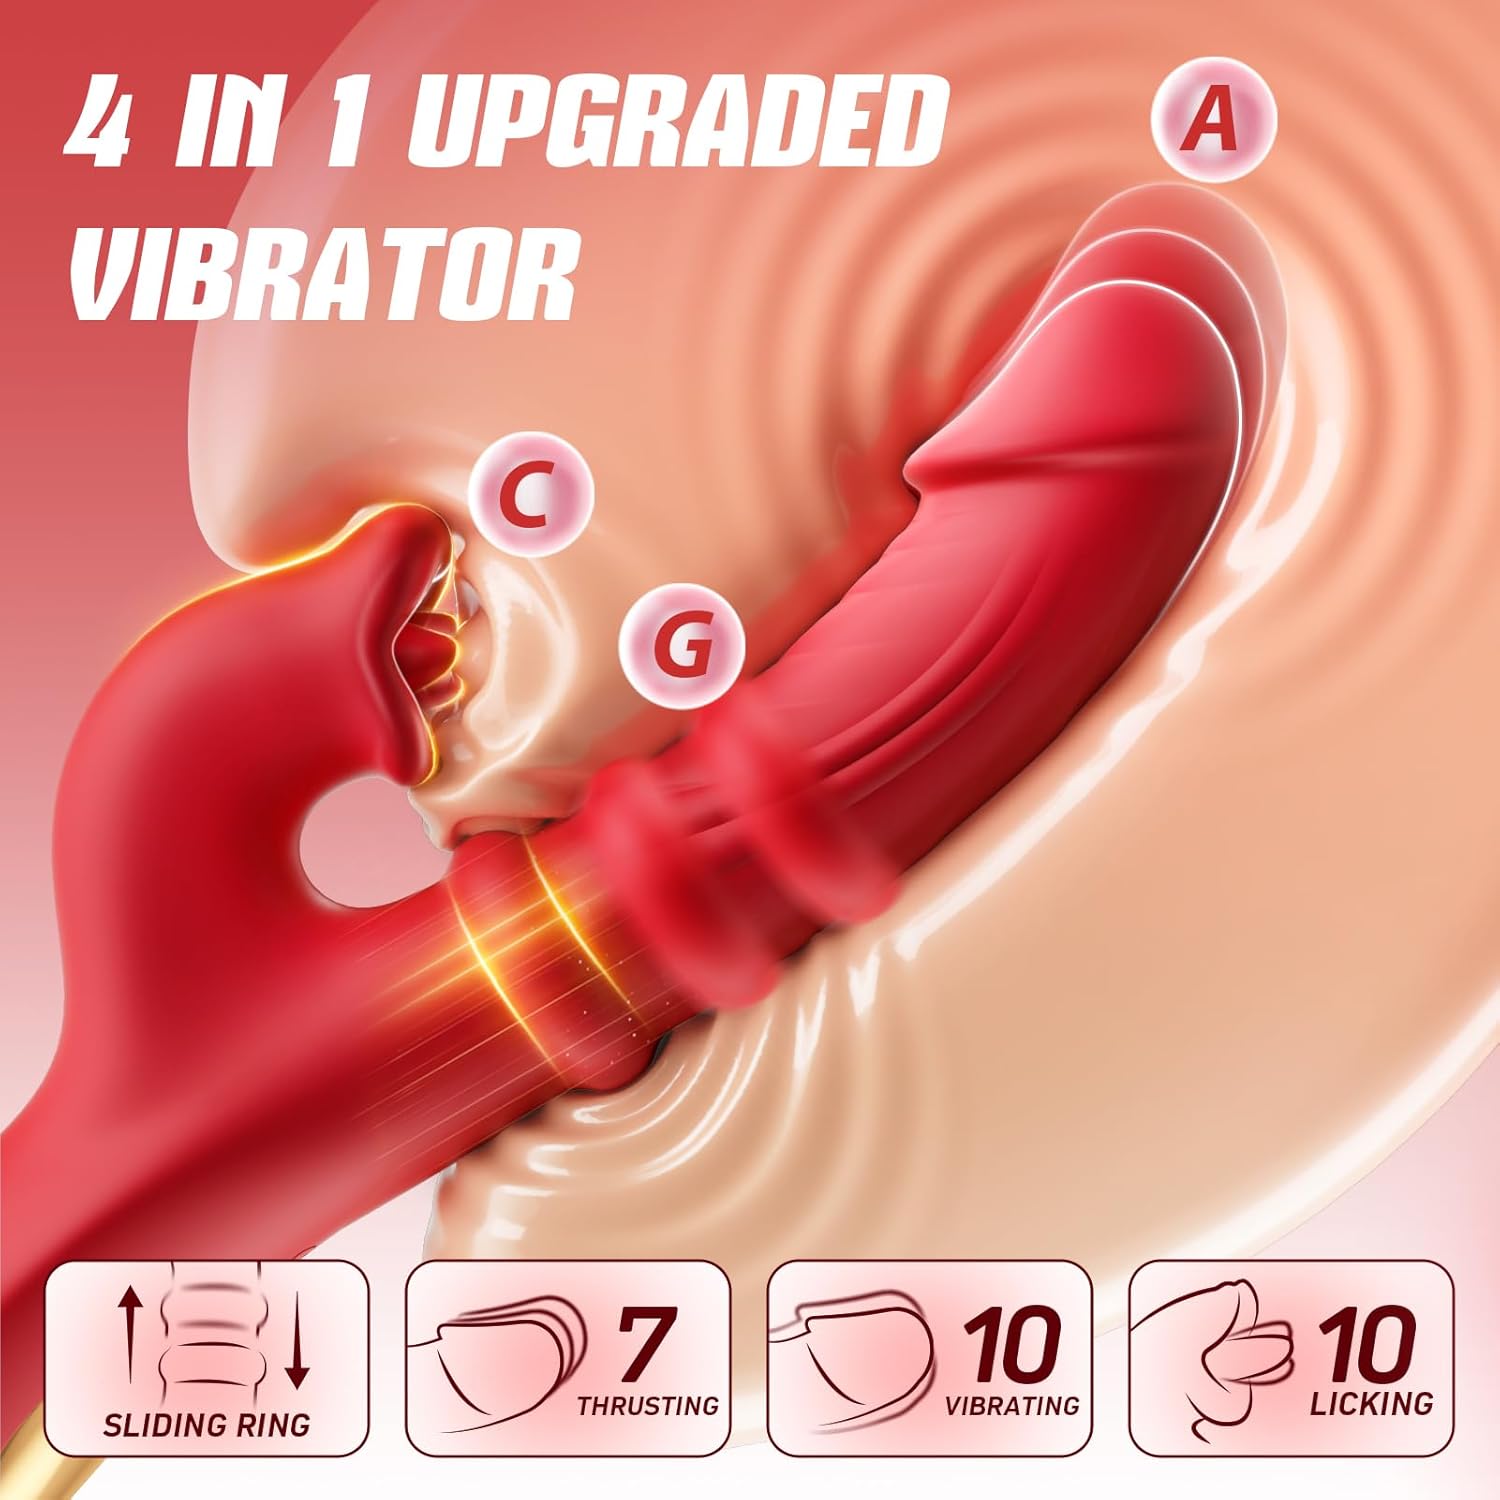 4 IN 1 UPGRADED
VIBRATOR
A
C
G
SLIDING RING
7
THRUSTING
10
VIBRATING
10
LICKING